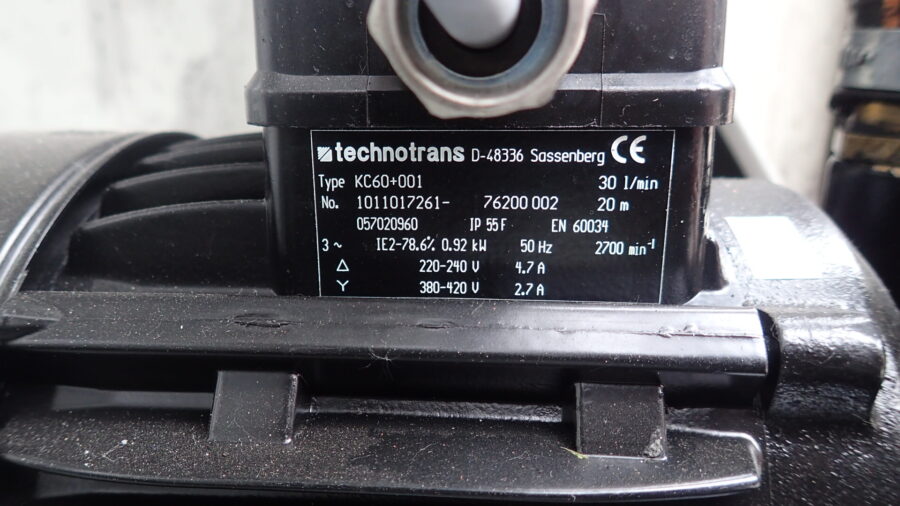 technotrans D-48336 Sassenberg CE
Type KC60+001 30 l/min
No. 1011017261- 76200 002 20 m
057020960 IP 55 F EN 60034
3 ~ IE2-78.6% 0.92 kW 50 Hz 2700 min⁻¹
△ 220-240 V 4.7 A
Y 380-420 V 2.7 A